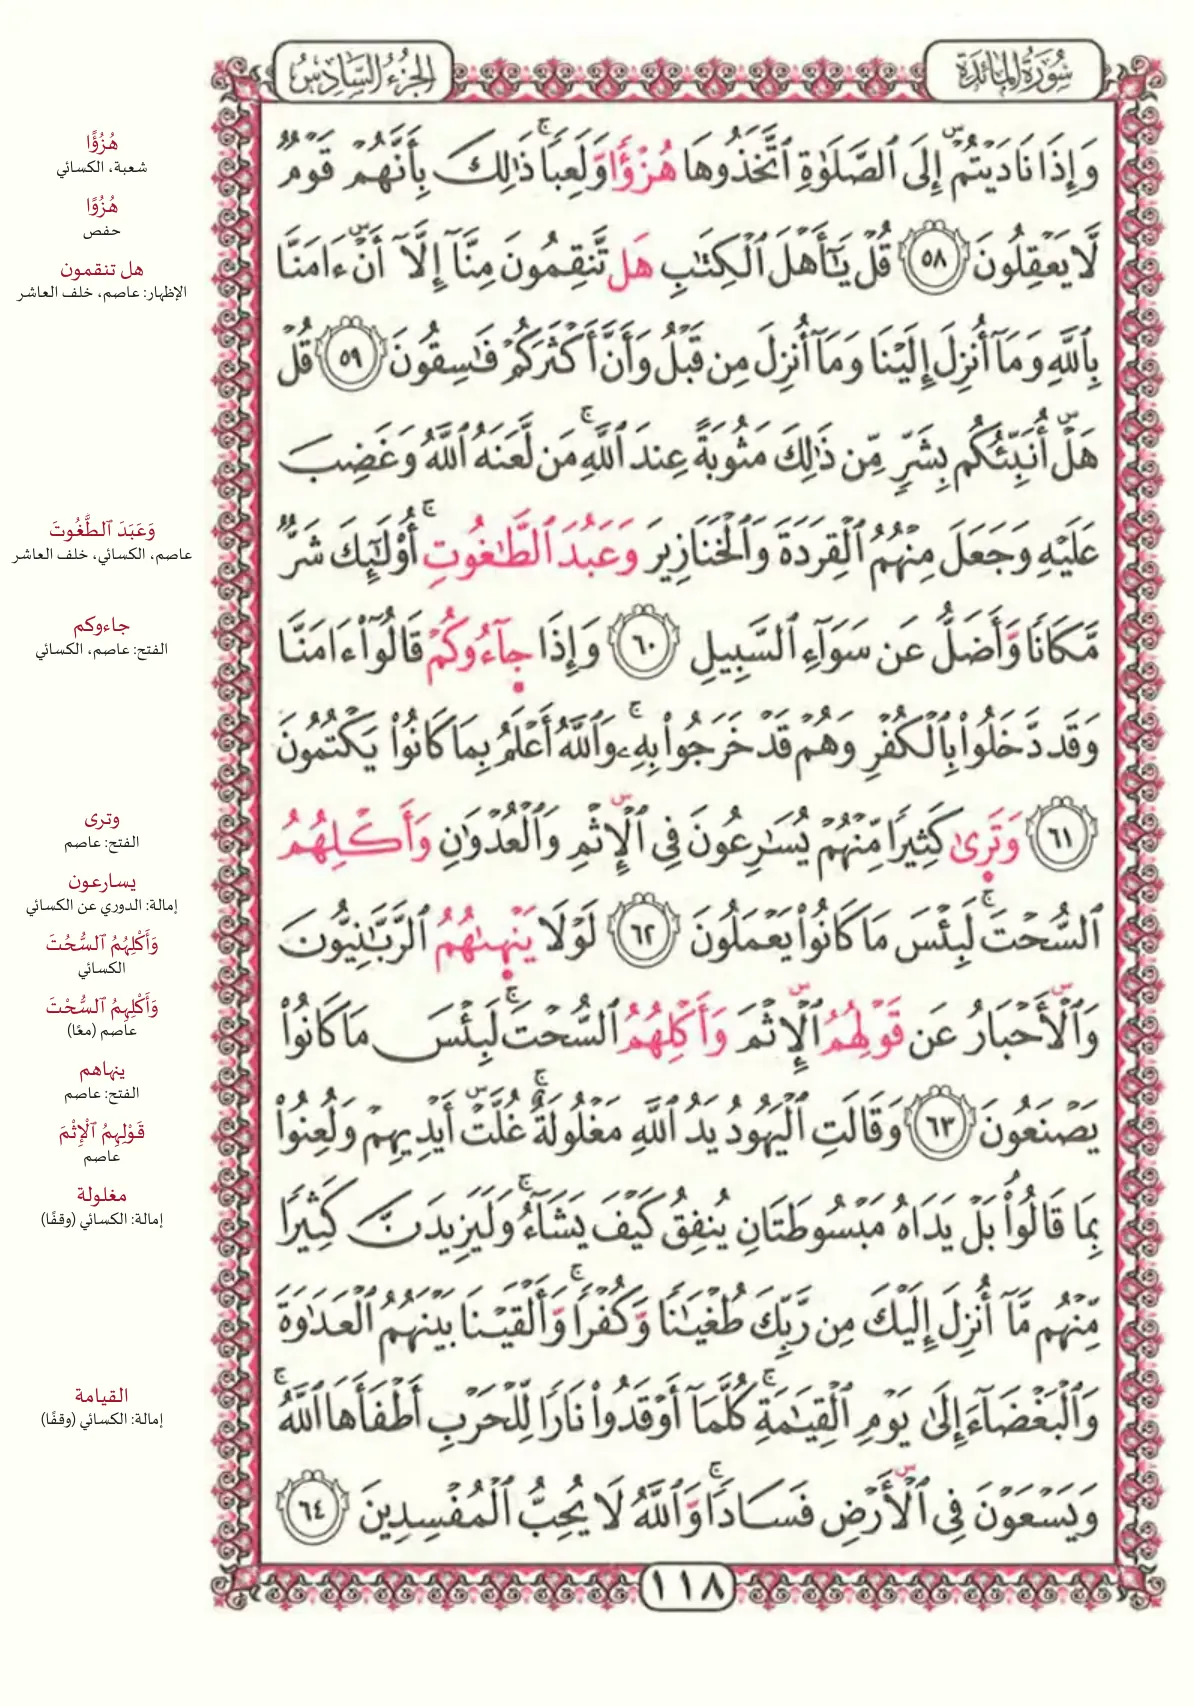 سُورَةُ المَائدة
الجزء السَّادِسُ
وَإِذَا نَادَيْتُمُۥٓ إِلَى ٱلصَّلَوٰةِ ٱتَّخَذُوهَا هُزْؤًا وَلَعِبًاۚ ذَٰلِكَ بِأَنَّهُمْ قَوْمٌ
لَّا يَعْقِلُونَ ٥٨ قُلْ يَٰٓأَهْلَ ٱلْكِتَٰبِ هَل تَّنقِمُونَ مِنَّآ إِلَّآ أَنْ ءَامَنَّا
بِٱللَّهِ وَمَآ أُنزِلَ إِلَيْنَا وَمَآ أُنزِلَ مِن قَبْلُ وَأَنَّ أَكْثَرَكُمْ فَٰسِقُونَ ٥٩ قُلْ
هَلْ أُنَبِّئُكُم بِشَرٍّ مِّن ذَٰلِكَ مَثُوبَةً عِندَ ٱللَّهِۚ مَن لَّعَنَهُ ٱللَّهُ وَغَضِبَ
عَلَيْهِ وَجَعَلَ مِنْهُمُ ٱلْقِرَدَةَ وَٱلْخَنَازِيرَ وَعَبُدَ ٱلطَّٰغُوتِۚ أُوْلَٰٓئِكَ شَرٌّ
مَّكَانًا وَأَضَلُّ عَن سَوَآءِ ٱلسَّبِيلِ ٦٠ وَإِذَا جَآءُوكُمْ قَالُوٓاْ ءَامَنَّا
وَقَد دَّخَلُواْ بِٱلْكُفْرِ وَهُمْ قَدْ خَرَجُواْ بِهِۦۚ وَٱللَّهُ أَعْلَمُ بِمَا كَانُواْ يَكْتُمُونَ
٦١ وَتَرَىٰ كَثِيرًا مِّنْهُمْ يُسَٰرِعُونَ فِي ٱلْإِثْمِ وَٱلْعُدْوَٰنِ وَأَكْلِهُمُ
ٱلسُّحْتَۚ لَبِئْسَ مَا كَانُواْ يَعْمَلُونَ ٦٢ لَوْلَا يَنْهَىٰهُمُ ٱلرَّبَّٰنِيُّونَ
وَٱلْأَحْبَارُ عَن قَوْلِهُمُ ٱلْإِثْمَ وَأَكْلِهُمُ ٱلسُّحْتَۚ لَبِئْسَ مَا كَانُواْ
يَصْنَعُونَ ٦٣ وَقَالَتِ ٱلْيَهُودُ يَدُ ٱللَّهِ مَغْلُولَةٌۚ غُلَّتْ أَيْدِيهِمْ وَلُعِنُواْ
بِمَا قَالُواْۘ بَلْ يَدَاهُ مَبْسُوطَتَانِ يُنفِقُ كَيْفَ يَشَآءُۚ وَلَيَزِيدَنَّ كَثِيرًا
مِّنْهُم مَّآ أُنزِلَ إِلَيْكَ مِن رَّبِّكَ طُغْيَٰنًا وَكُفْرًاۚ وَأَلْقَيْنَا بَيْنَهُمُ ٱلْعَدَٰوَةَ
وَٱلْبَغْضَآءَ إِلَىٰ يَوْمِ ٱلْقِيَٰمَةِۚ كُلَّمَآ أَوْقَدُواْ نَارًا لِّلْحَرْبِ أَطْفَأَهَا ٱللَّهُۚ
وَيَسْعَوْنَ فِي ٱلْأَرْضِ فَسَادًاۚ وَٱللَّهُ لَا يُحِبُّ ٱلْمُفْسِدِينَ ٦٤
١١٨
هُزُؤًا
شعبة، الكسائي
هُزُوًا
حفص
هل تنقمون
الإظهار: عاصم، خلف العاشر
وَعَبَدَ ٱلطَّٰغُوتَ
عاصم، الكسائي، خلف العاشر
جاءوكم
الفتح: عاصم، الكسائي
وترى
الفتح: عاصم
يسارعون
إمالة: الدوري عن الكسائي
وَأَكْلِهُمُ ٱلسُّحُتَ
الكسائي
وَأَكْلِهِمُ ٱلسُّحْتَ
عاصم (معًا)
ينهاهم
الفتح: عاصم
قَوْلِهِمُ ٱلْإِثْمَ
عاصم
مغلولة
إمالة: الكسائي (وقفًا)
القيامة
إمالة: الكسائي (وقفًا)